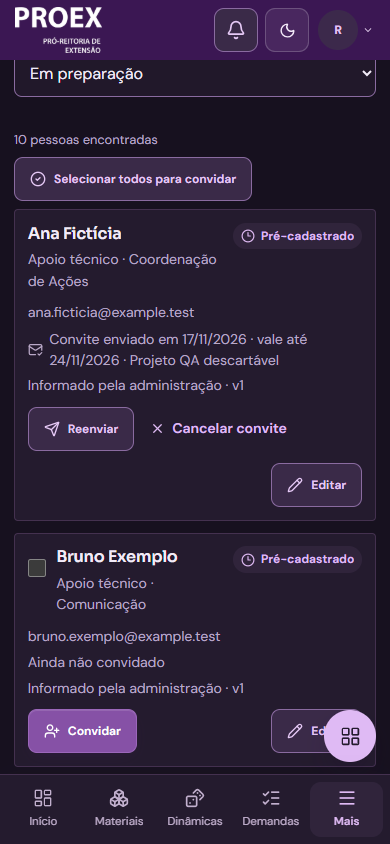 PROEX
PRÓ-REITORIA DE
EXTENSÃO
R
Em preparação
10 pessoas encontradas
Selecionar todos para convidar
Ana Fictícia
Pré-cadastrado
Apoio técnico · Coordenação
de Ações
ana.ficticia@example.test
Convite enviado em 17/11/2026 · vale até
24/11/2026 · Projeto QA descartável
Informado pela administração · v1
Reenviar
Cancelar convite
Editar
Bruno Exemplo
Pré-cadastrado
Apoio técnico ·
Comunicação
bruno.exemplo@example.test
Ainda não convidado
Informado pela administração · v1
Convidar
Início
Materiais
Dinâmicas
Demandas
Mais